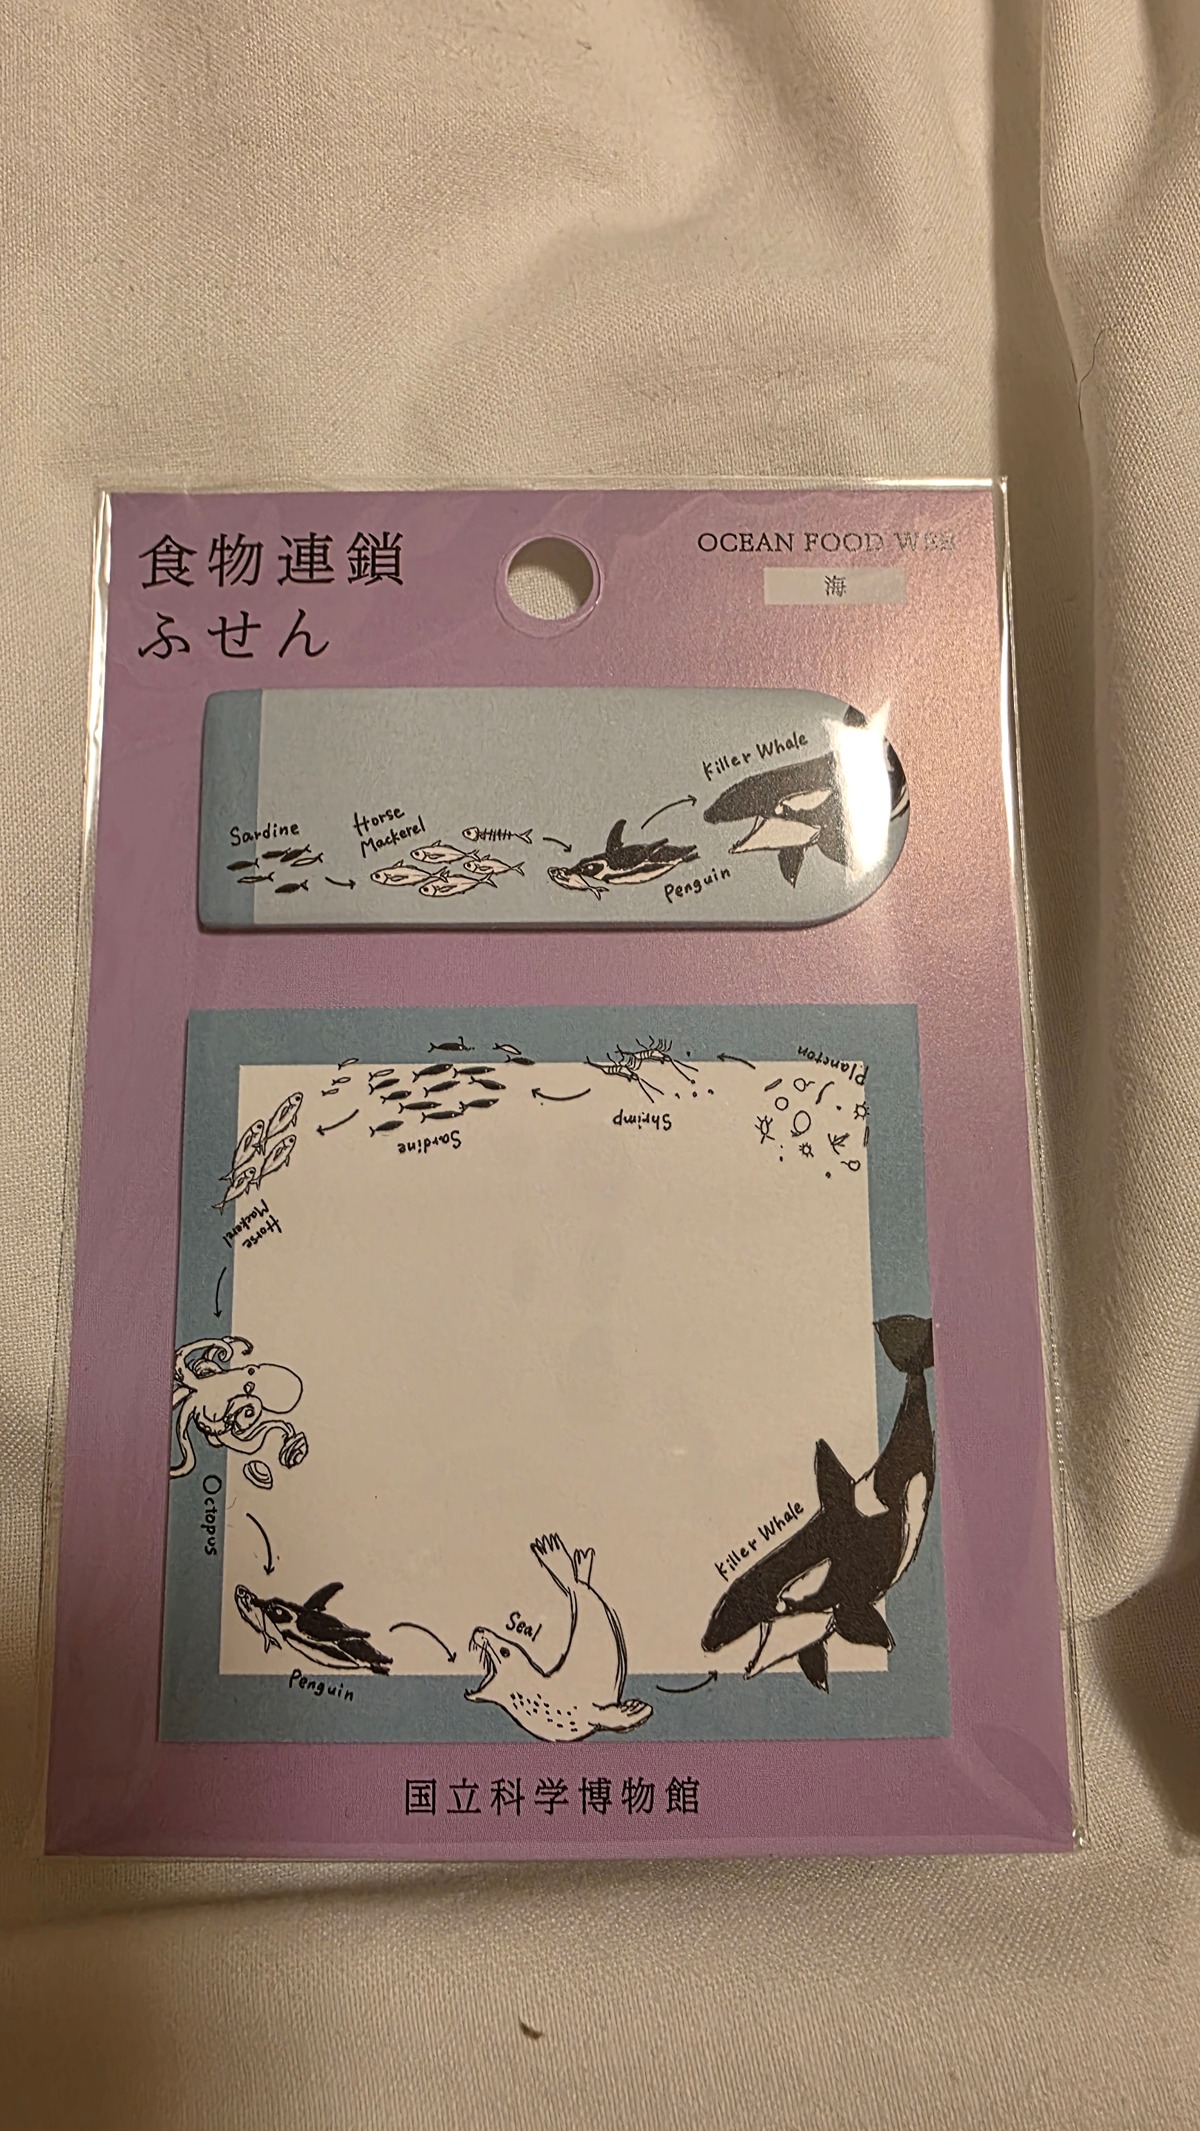 食物連鎖
ふせん
OCEAN FOOD WEB
海
Killer Whale
Sardine
Horse
Mackerel
Penguin
Plancton
Shrimp
Sardine
Horse
Mackerel
Octopus
Penguin
Seal
Killer Whale
国立科学博物館